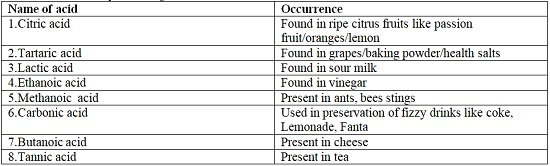 Name of acid Occurrence
1.Citric acid Found in ripe citrus fruits like passion
fruit/oranges/lemon
2.Tartaric acid Found in grapes/baking powder/health salts
3.Lactic acid Found in sour milk
4.Ethanoic acid Found in vinegar
5.Methanoic  acid Present in ants, bees stings
6.Carbonic acid Used in preservation of fizzy drinks like coke,
Lemonade, Fanta
7.Butanoic acid Present in cheese
8.Tannic acid Present in tea